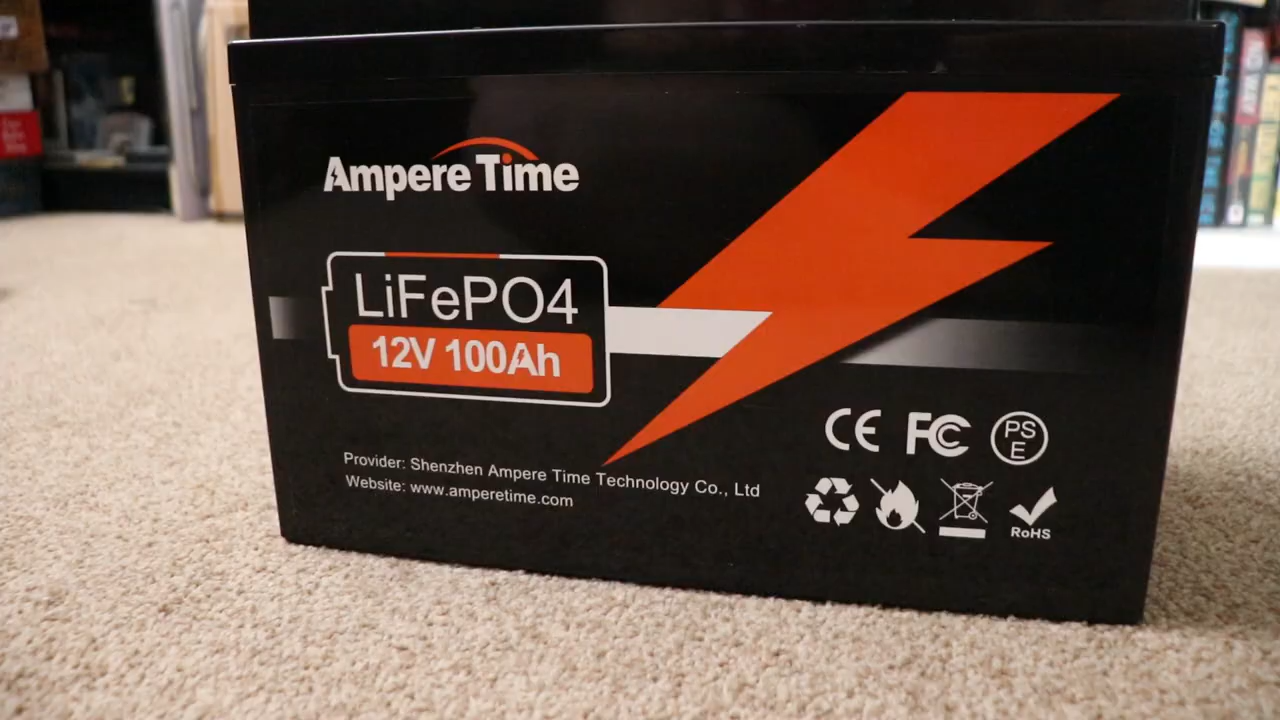 Ampere Time
LiFePO4
12V 100Ah
Provider: Shenzhen Ampere Time Technology Co., Ltd
Website: www.amperetime.com
CE FC PS
E
RoHS